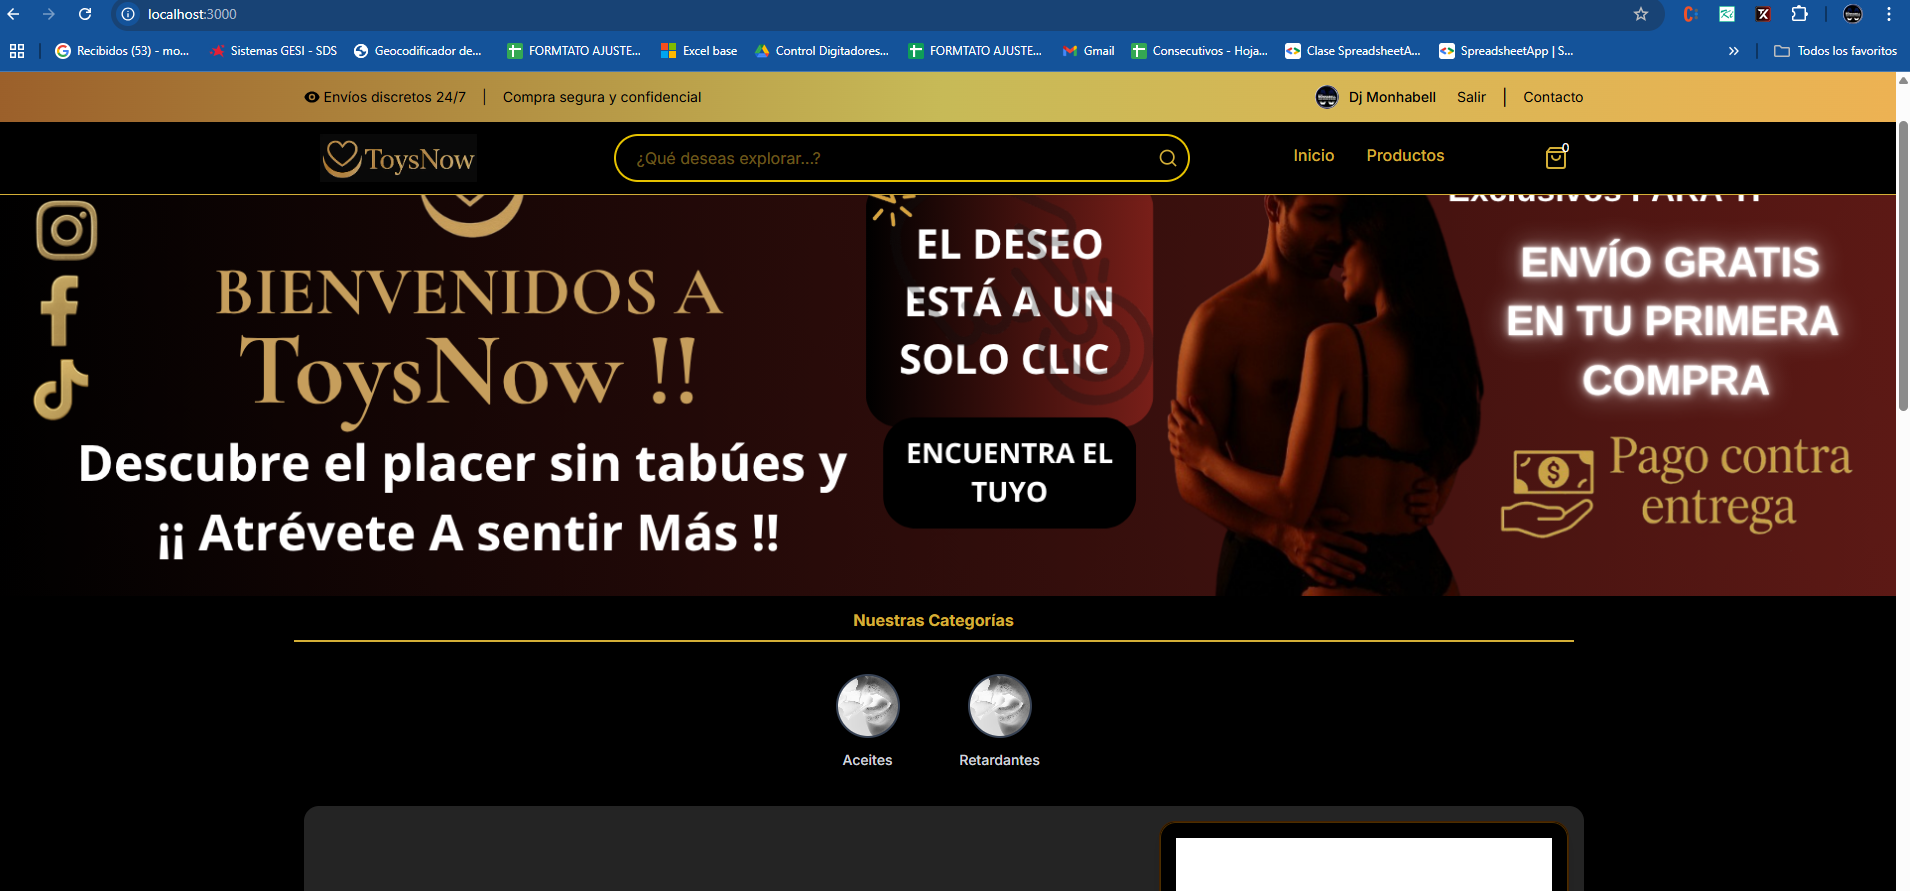 localhost:3000
Recibidos (53) - mo...
Sistemas GESI - SDS
Geocodificador de...
FORMTATO AJUSTE...
Excel base
Control Digitadores...
FORMTATO AJUSTE...
Gmail
Consecutivos - Hoja...
Clase SpreadsheetA...
SpreadsheetApp | S...
»
Todos los favoritos
Envíos discretos 24/7 | Compra segura y confidencial
Dj Monhabell Salir | Contacto
ToysNow
¿Qué deseas explorar...?
Inicio
Productos
0
BIENVENIDOS A
ToysNow !!
Descubre el placer sin tabúes y
¡¡ Atrévete A sentir Más !!
EL DESEO
ESTÁ A UN
SOLO CLIC
ENCUENTRA EL
TUYO
Exclusivos PARA TI
ENVÍO GRATIS
EN TU PRIMERA
COMPRA
Pago contra
entrega
Nuestras Categorías
Aceites
Retardantes